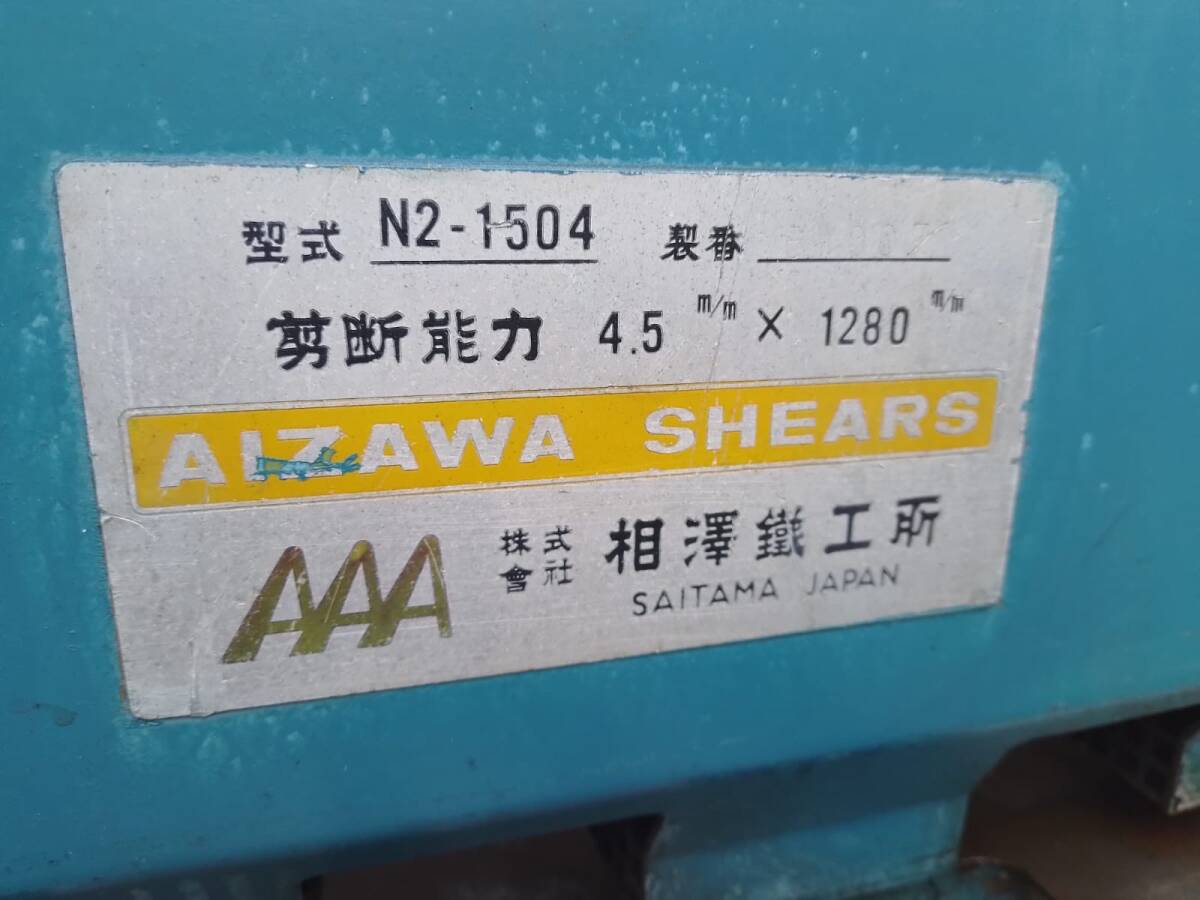 型式 N2-1504 製番
剪断能力 4.5 m/m × 1280 m/m
AIZAWA SHEARS
AAA 株式會社 相澤鐵工所
SAITAMA JAPAN